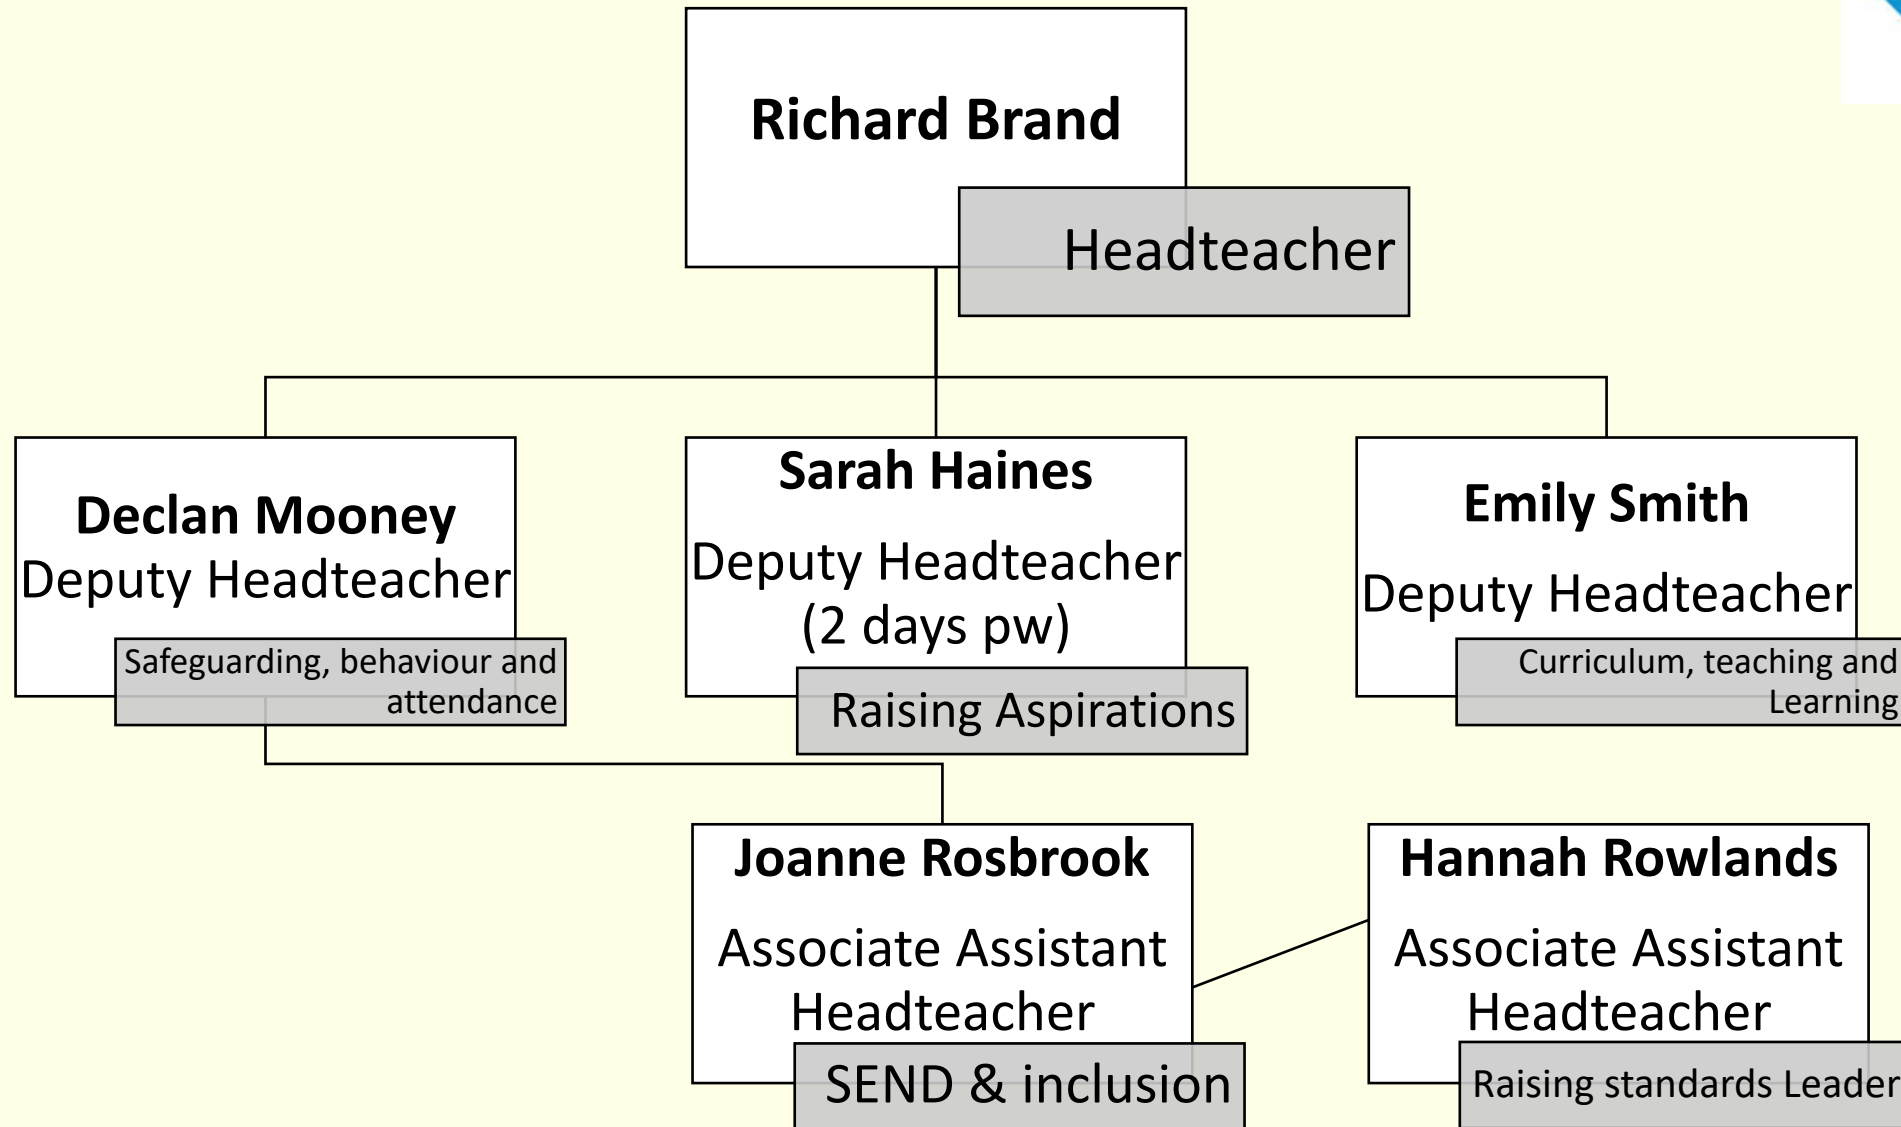 Richard Brand
Headteacher
Declan Mooney
Deputy Headteacher
Safeguarding, behaviour and
attendance
Sarah Haines
Deputy Headteacher
(2 days pw)
Raising Aspirations
Emily Smith
Deputy Headteacher
Curriculum, teaching and
Learning
Joanne Rosbrook
Associate Assistant
Headteacher
SEND & inclusion
Hannah Rowlands
Associate Assistant
Headteacher
Raising standards Leader